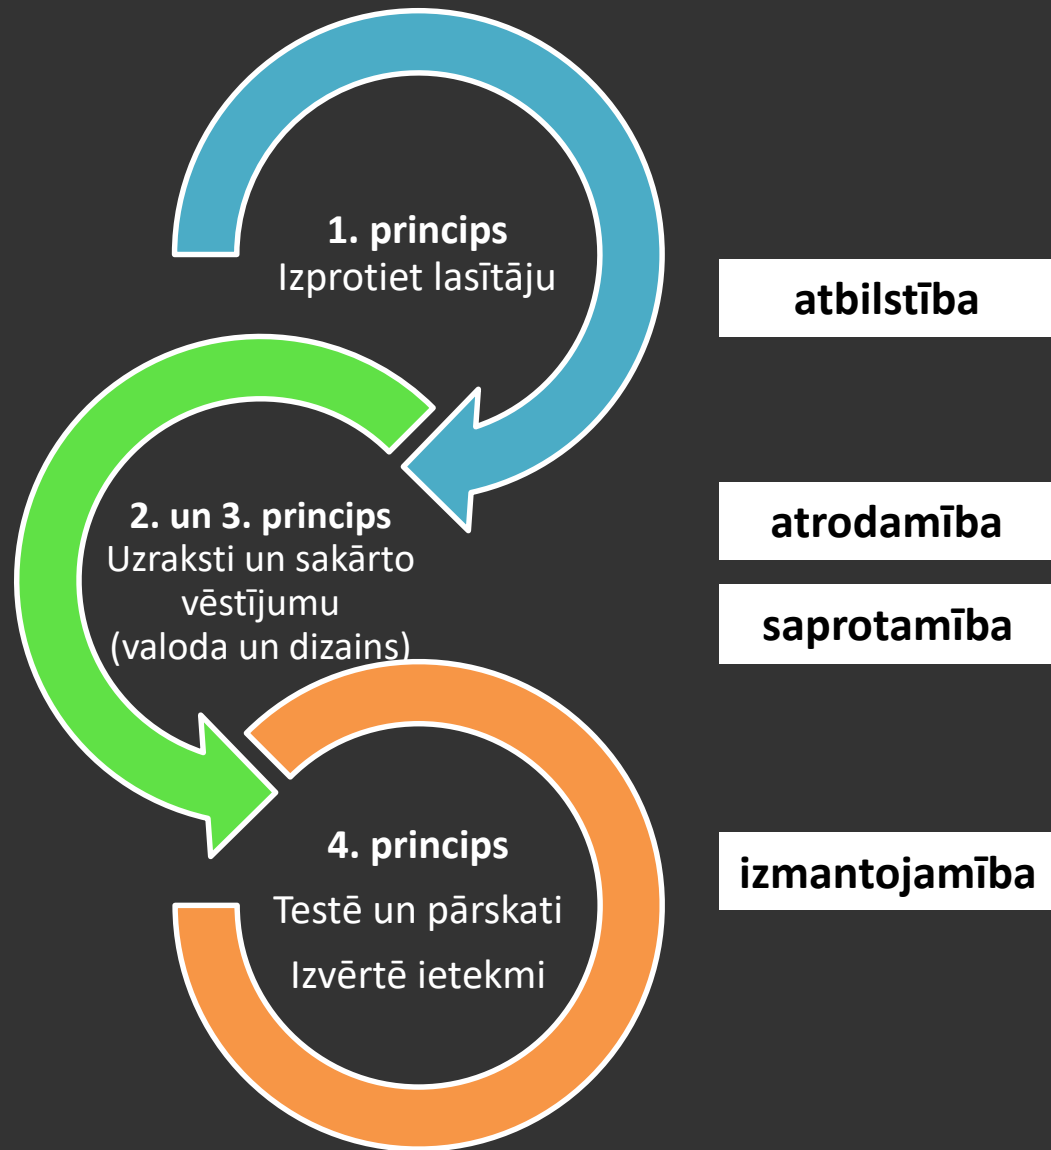 1. princips
Izprotiet lasītāju
atbilstība
2. un 3. princips
Uzraksti un sakārto
vēstījumu
(valoda un dizains)
atrodamība
saprotamība
4. princips
Testē un pārskati
Izvērtē ietekmi
izmantojamība